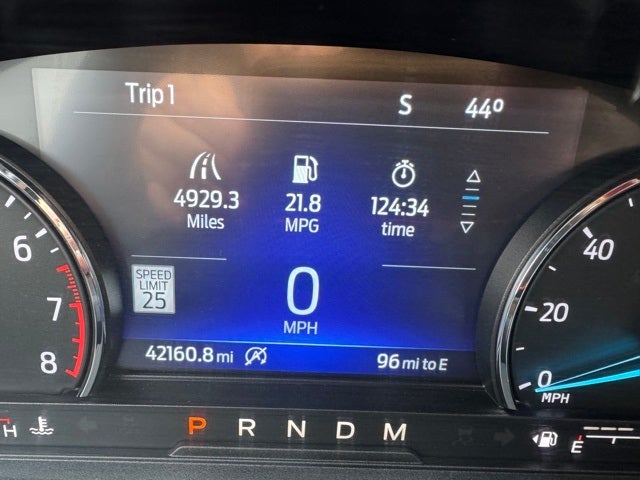 Trip 1 S 44°
4929.3 21.8 124:34
Miles MPG time
SPEED
LIMIT
25
0
MPH
42160.8 mi 96 mi to E
6
7
8
40
20
0
MPH
H P R N D M E